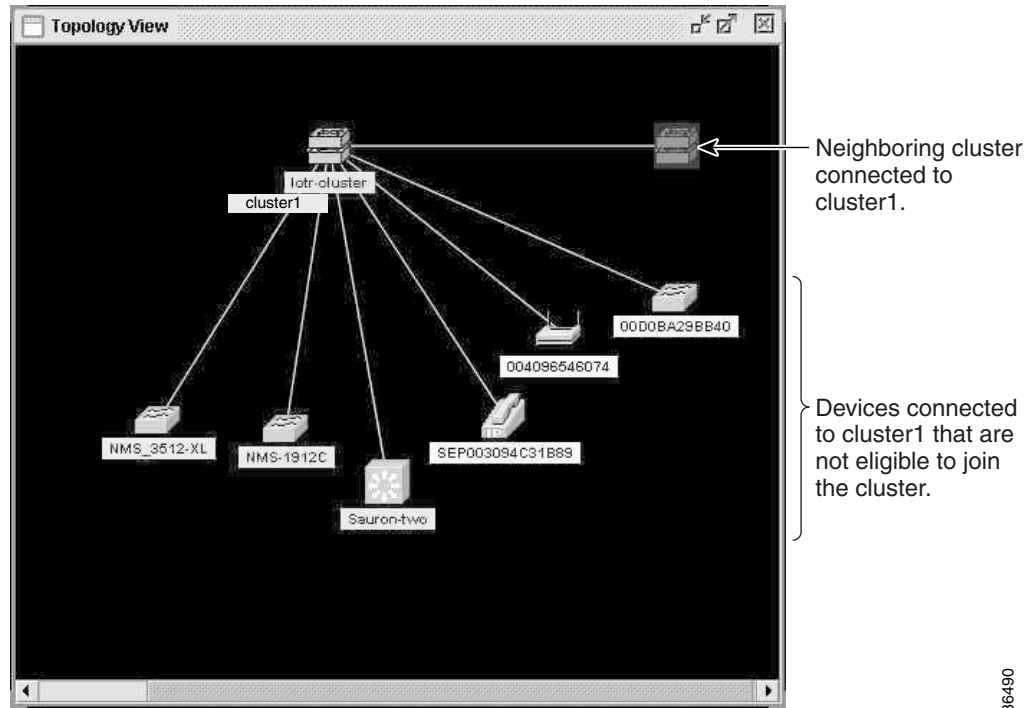 Topology View
lotr-cluster
cluster1
Neighboring cluster
connected to
cluster1.
00D0BA29BB40
004096546074
NMS_3512-XL
NMS-1912C
SEP003094C31B89
IP
Sauron-two
Devices connected
to cluster1 that are
not eligible to join
the cluster.